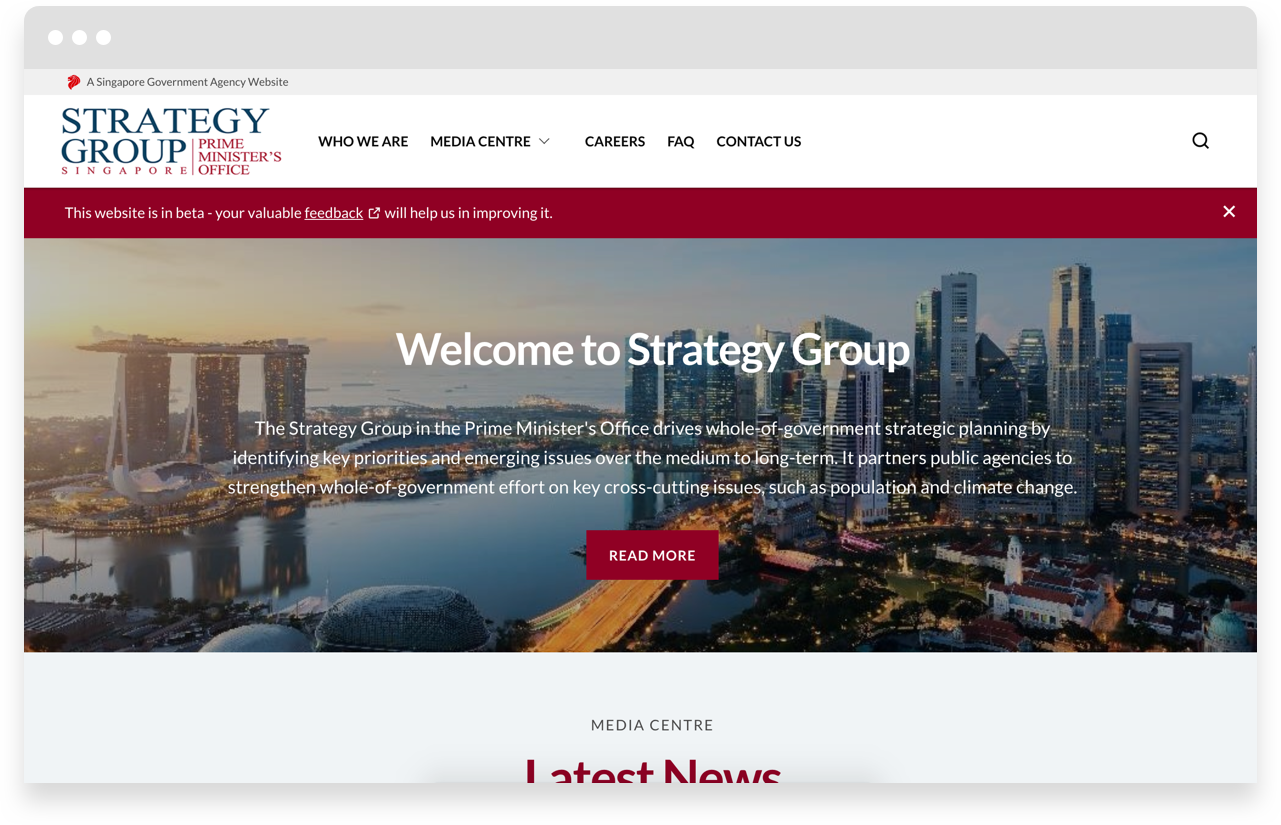 A Singapore Government Agency Website
STRATEGY
GROUP
SINGAPORE
PRIME
MINISTER'S
OFFICE
WHO WE ARE
MEDIA CENTRE
CAREERS
FAQ
CONTACT US
This website is in beta - your valuable feedback will help us in improving it.
Welcome to Strategy Group
The Strategy Group in the Prime Minister's Office drives whole-of-government strategic planning by
identifying key priorities and emerging issues over the medium to long-term. It partners public agencies to
strengthen whole-of-government effort on key cross-cutting issues, such as population and climate change.
READ MORE
MEDIA CENTRE
Latest News